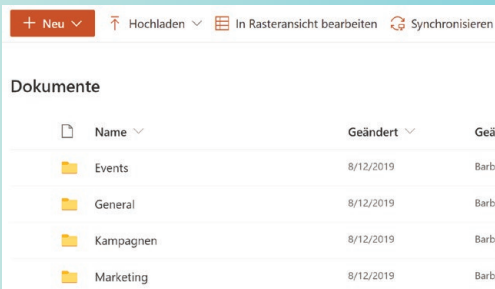 Neu Hochladen In Rasteransicht bearbeiten Synchronisieren
Dokumente
Name Geändert
Events 8/12/2019
General 8/12/2019
Kampagnen 8/12/2019
Marketing 8/12/2019